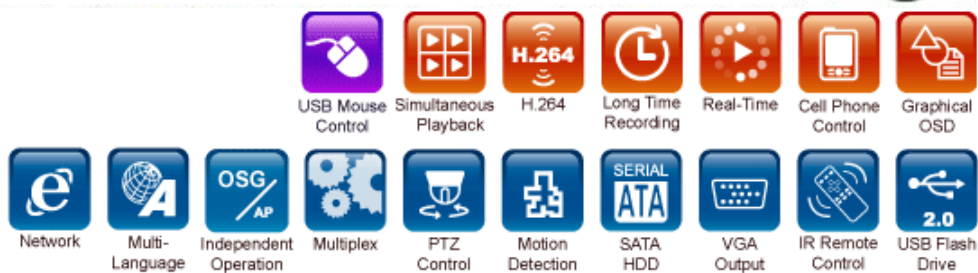 H.264
USB Mouse Simultaneous H.264 Long Time Real-Time Cell Phone Graphical
Control Playback Recording Control OSD
e A OSG/AP SERIAL ATA 2.0
Network Multi- Independent Multiplex PTZ Motion SATA VGA IR Remote USB Flash
Language Operation Control Detection HDD Output Control Drive